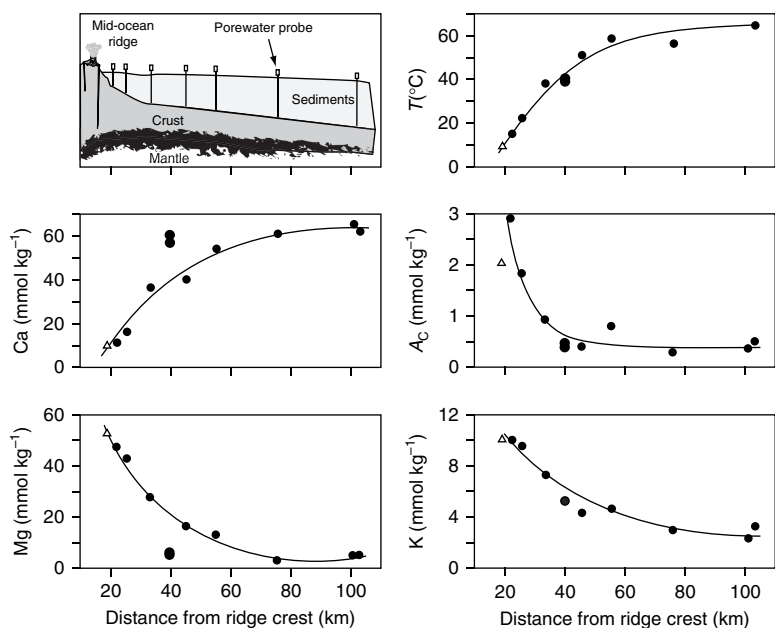 Mid-ocean
ridge
Porewater probe
Sediments
Crust
Mantle
T(°C)
60
40
20
0
Ca (mmol kg⁻¹)
60
40
20
0
A_C (mmol kg⁻¹)
3
2
1
0
Mg (mmol kg⁻¹)
60
40
20
0
20 40 60 80 100
Distance from ridge crest (km)
K (mmol kg⁻¹)
12
8
4
0
20 40 60 80 100
Distance from ridge crest (km)